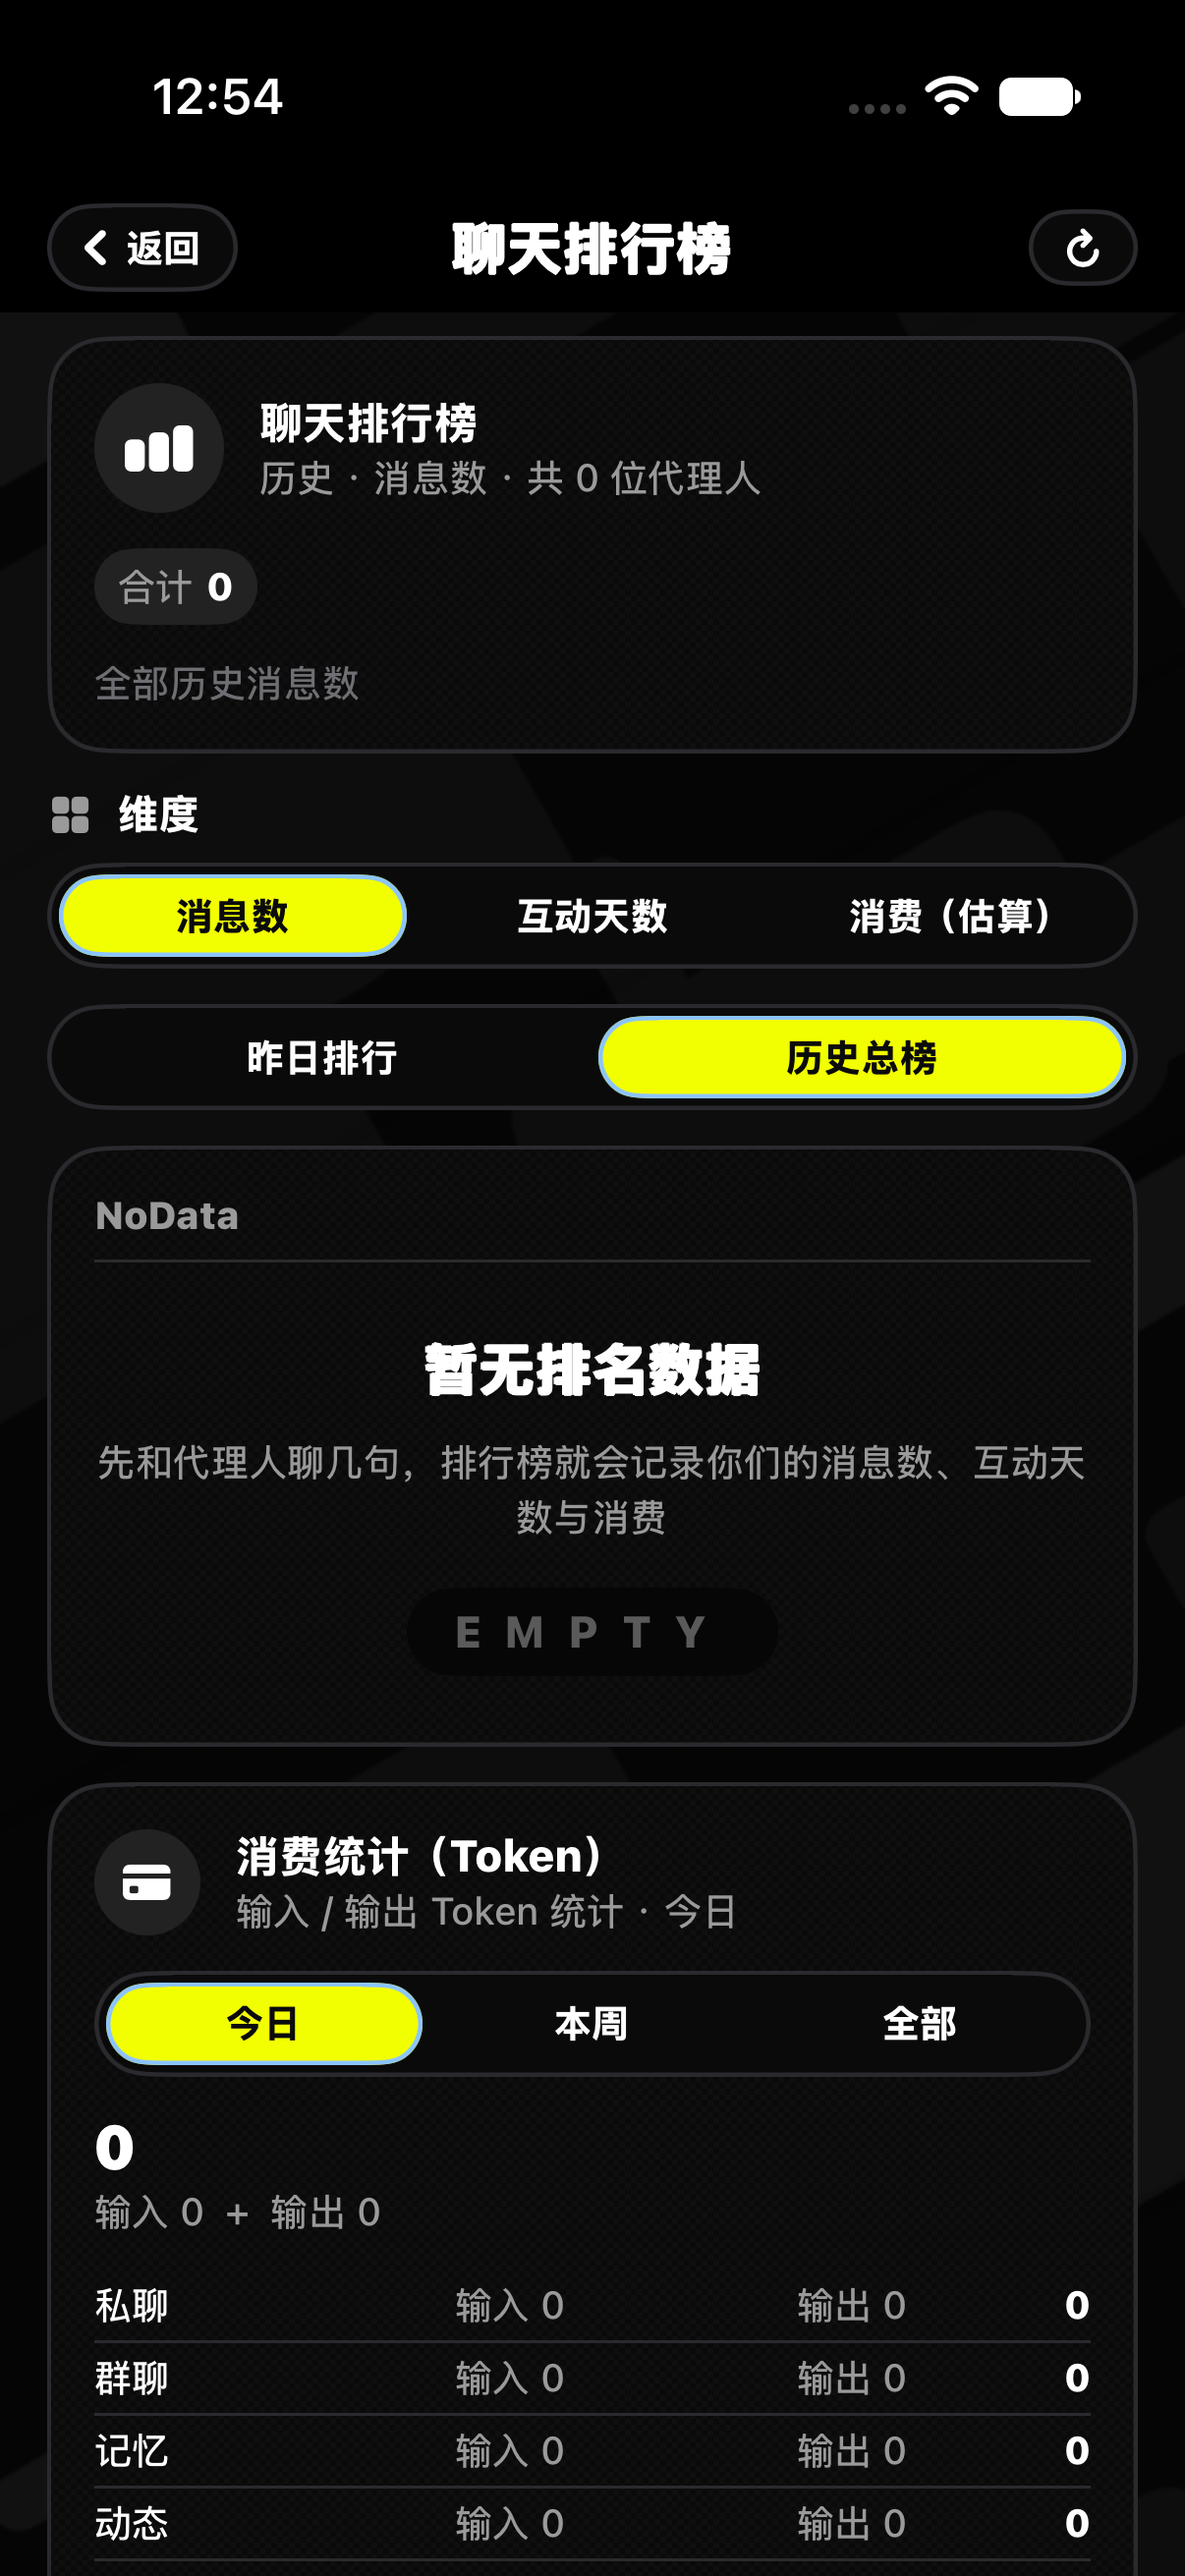 12:54
返回
聊天排行榜
聊天排行榜
历史 · 消息数 · 共 0 位代理人
合计 0
全部历史消息数
维度
消息数 互动天数 消费（估算）
昨日排行 历史总榜
NoData
暂无排名数据
先和代理人聊几句，排行榜就会记录你们的消息数、互动天
数与消费
EMPTY
消费统计（Token）
输入 / 输出 Token 统计 · 今日
今日 本周 全部
0
输入 0 + 输出 0
私聊 输入 0 输出 0 0
群聊 输入 0 输出 0 0
记忆 输入 0 输出 0 0
动态 输入 0 输出 0 0